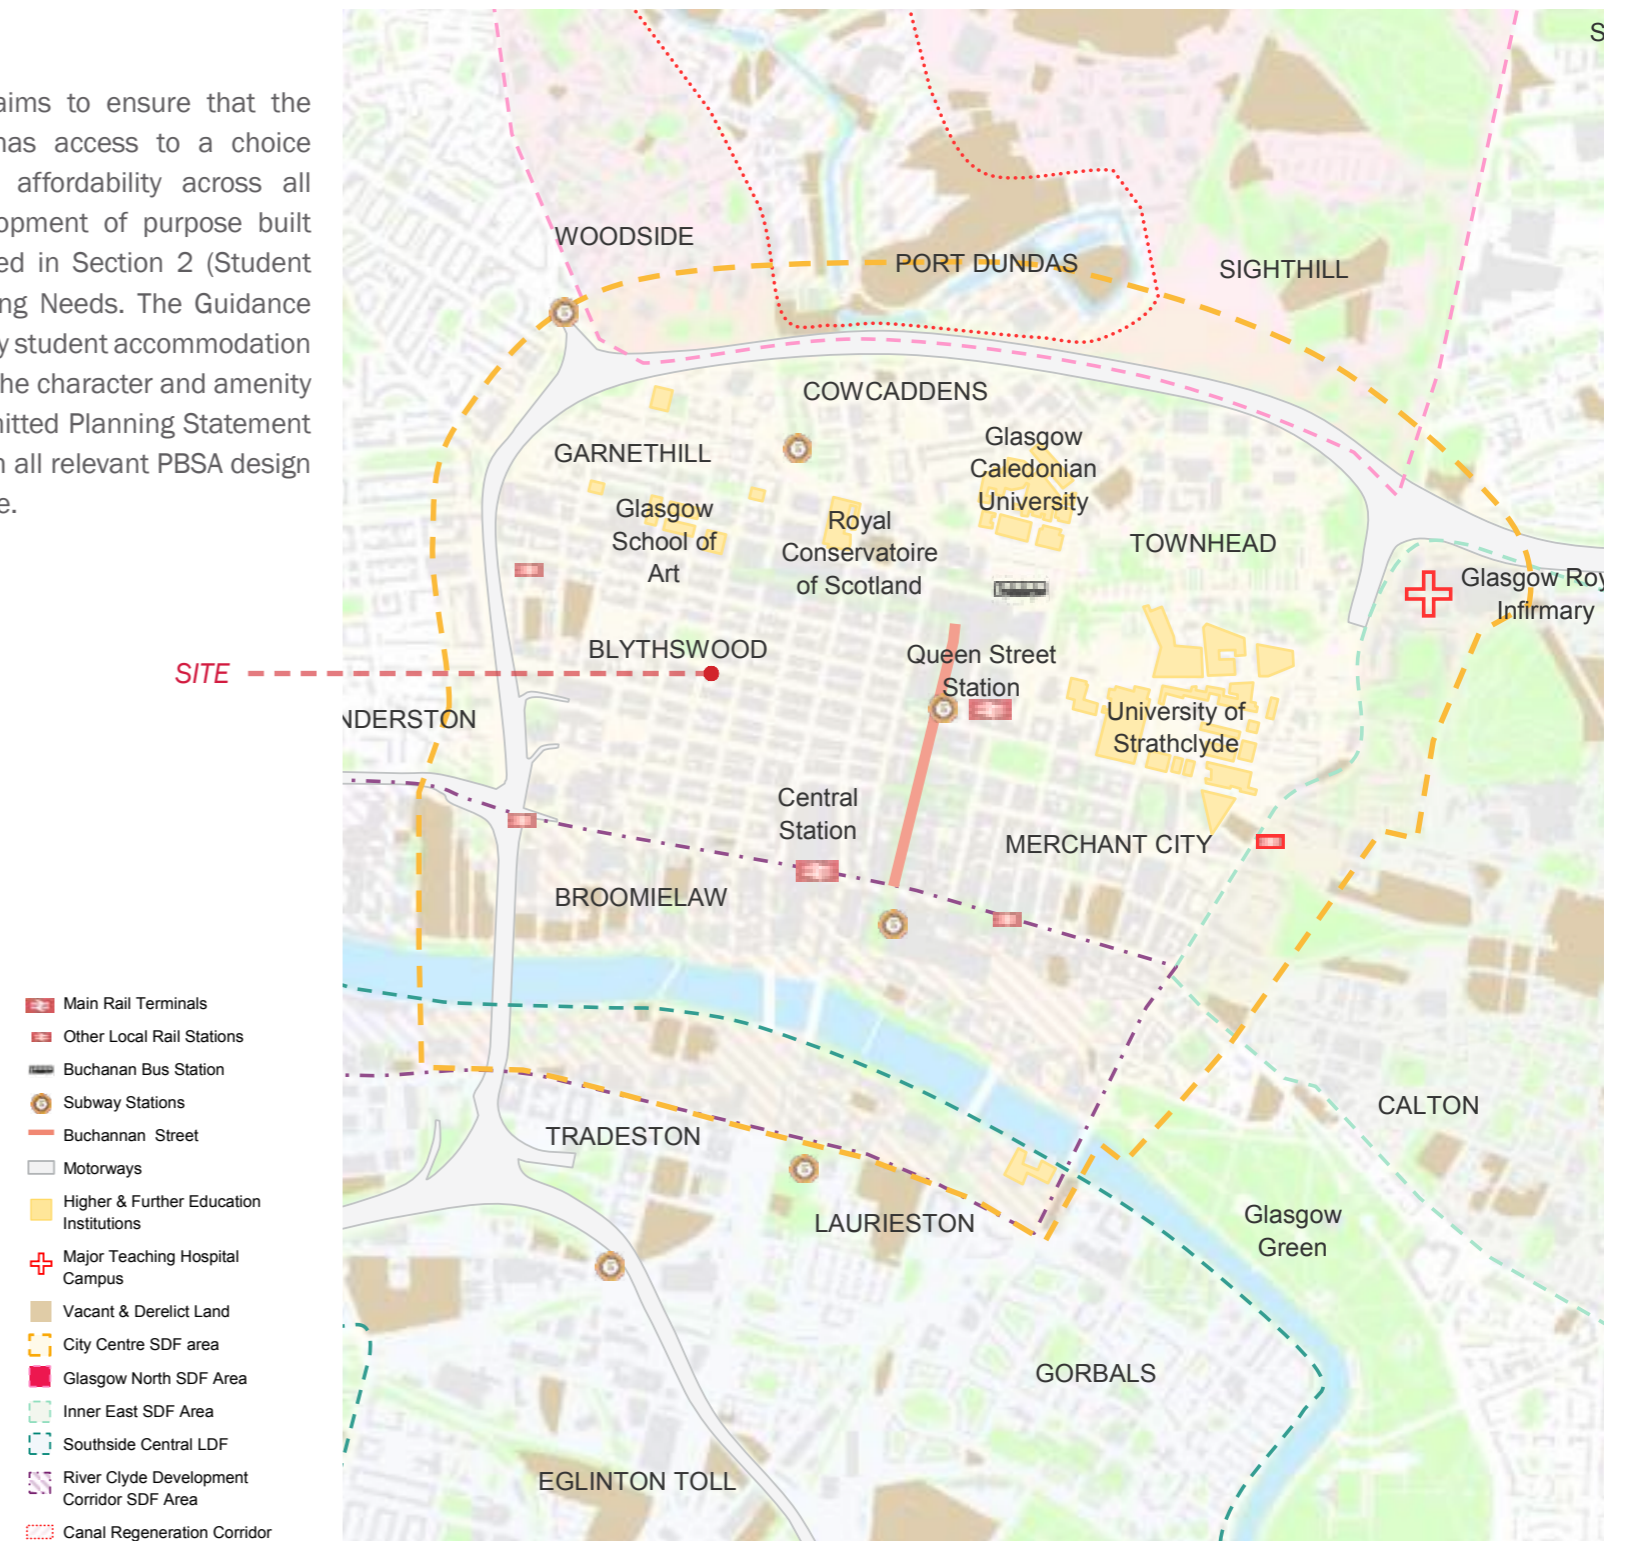 aims to ensure that the
has access to a choice
affordability across all
opment of purpose built
ed in Section 2 (Student
ng Needs. The Guidance
y student accommodation
he character and amenity
mitted Planning Statement
n all relevant PBSA design
e.
S
WOODSIDE
PORT DUNDAS
SIGHTHILL
COWCADDENS
GARNETHILL
Glasgow
Caledonian
University
Glasgow
School of
Art
Royal
Conservatoire
of Scotland
TOWNHEAD
Glasgow Roy
Infirmary
BLYTHSWOOD
Queen Street
Station
SITE
NDERSTON
University of
Strathclyde
Central
Station
MERCHANT CITY
BROOMIELAW
CALTON
TRADESTON
LAURIESTON
Glasgow
Green
GORBALS
EGLINTON TOLL
Main Rail Terminals
Other Local Rail Stations
Buchanan Bus Station
Subway Stations
Buchannan Street
Motorways
Higher & Further Education
Institutions
Major Teaching Hospital
Campus
Vacant & Derelict Land
City Centre SDF area
Glasgow North SDF Area
Inner East SDF Area
Southside Central LDF
River Clyde Development
Corridor SDF Area
Canal Regeneration Corridor